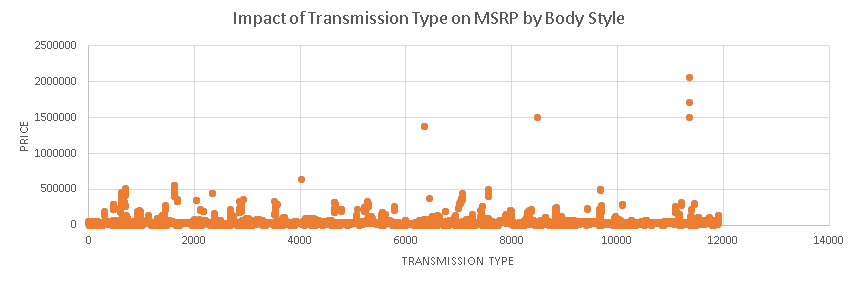 Impact of Transmission Type on MSRP by Body Style
2500000
2000000
1500000
1000000
500000
0
PRICE
0 2000 4000 6000 8000 10000 12000 14000
TRANSMISSION TYPE